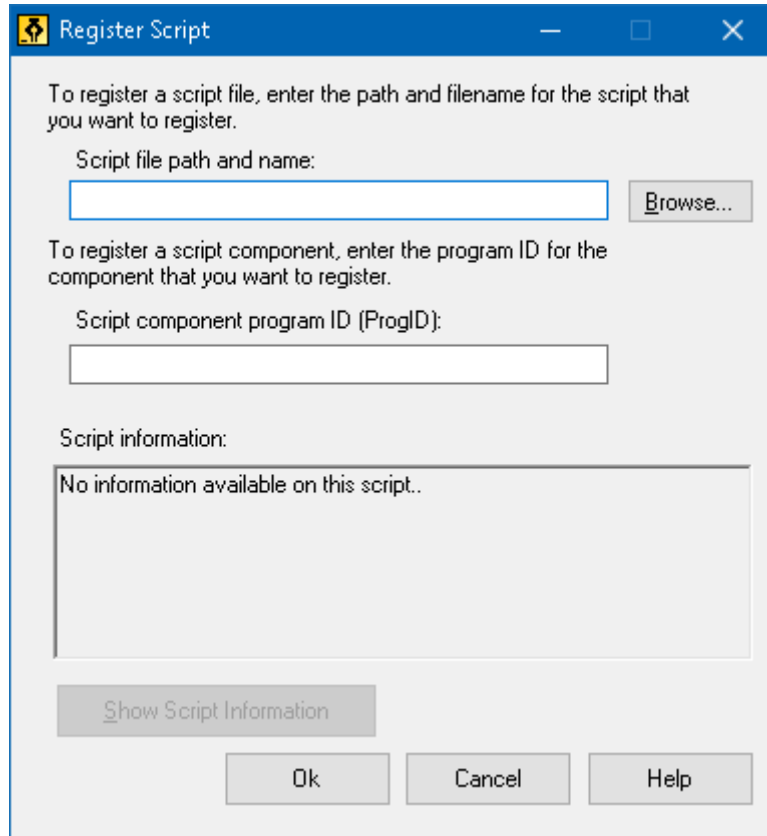 Register Script
To register a script file, enter the path and filename for the script that
you want to register.
Script file path and name:
Browse...
To register a script component, enter the program ID for the
component that you want to register.
Script component program ID (ProgID):
Script information:
No information available on this script..
Show Script Information
Ok
Cancel
Help